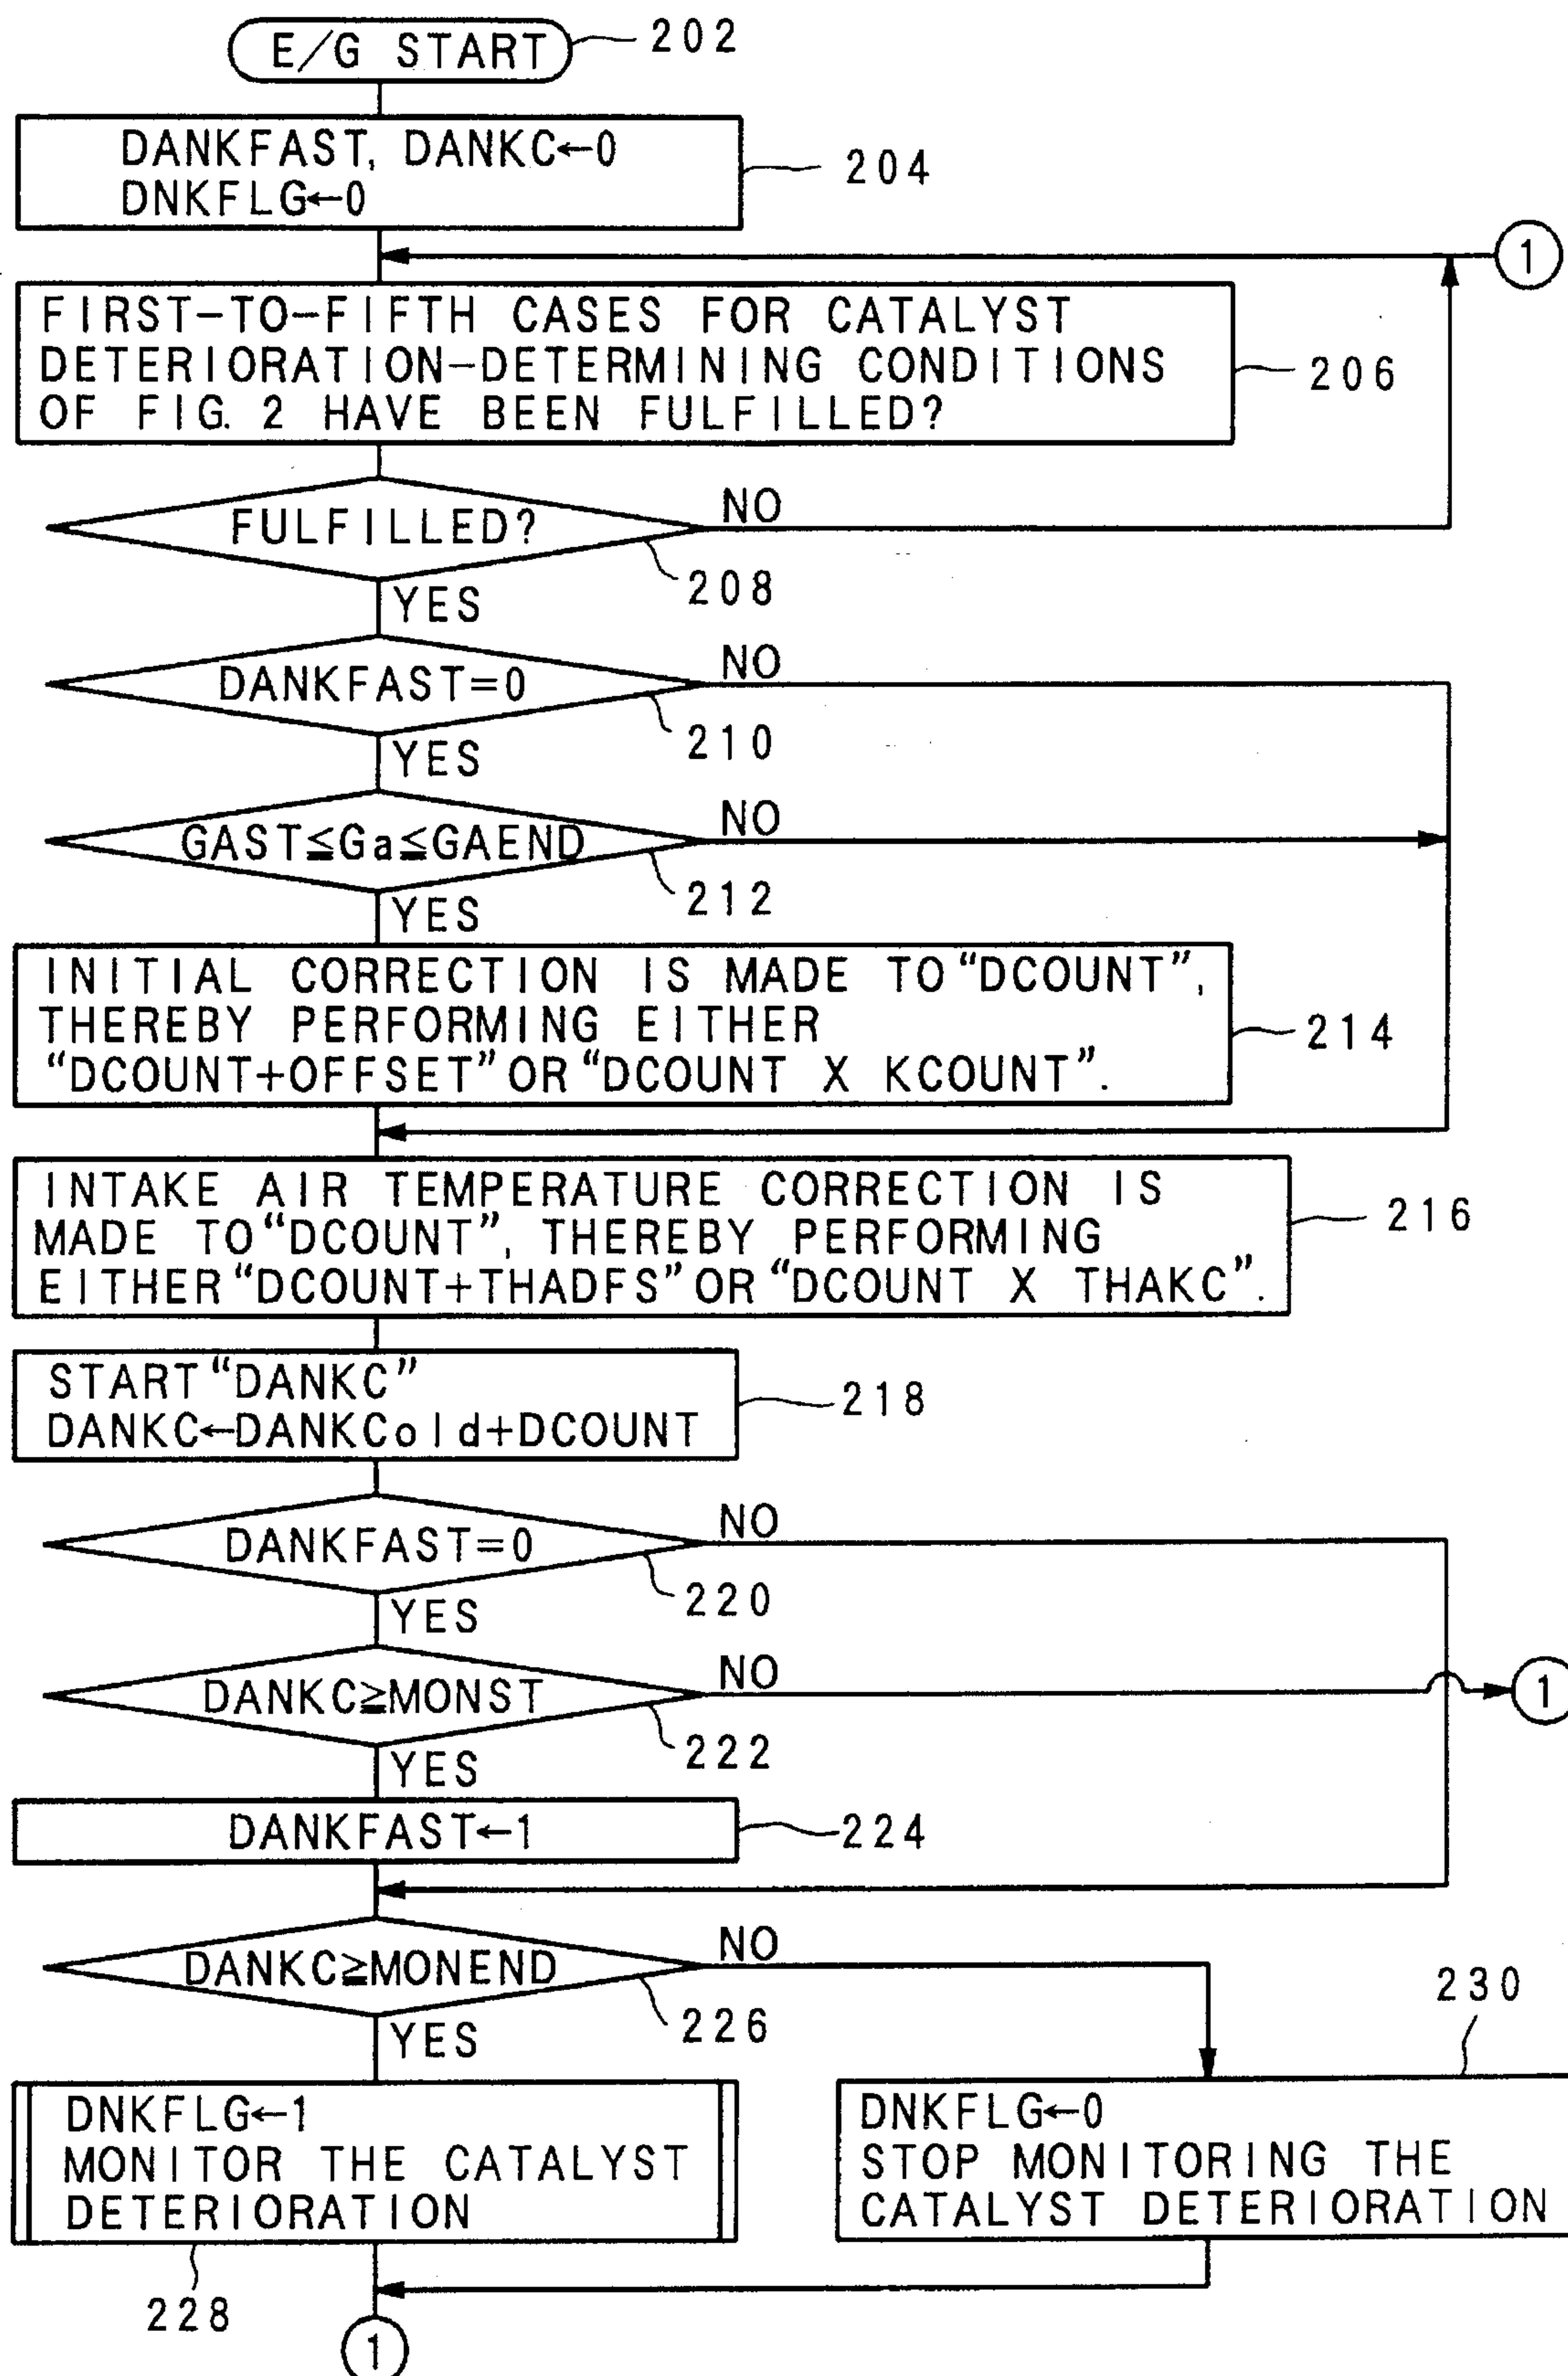 E/G START
202
DANKFAST, DANKC←0
DNKFLG←0
204
1
FIRST-TO-FIFTH CASES FOR CATALYST
DETERIORATION-DETERMINING CONDITIONS
OF FIG. 2 HAVE BEEN FULFILLED?
206
FULFILLED?
NO
208
YES
DANKFAST=0
NO
210
YES
GAST≦Ga≦GAEND
NO
212
YES
INITIAL CORRECTION IS MADE TO“DCOUNT”,
THEREBY PERFORMING EITHER
“DCOUNT+OFFSET”OR“DCOUNT X KCOUNT”.
214
INTAKE AIR TEMPERATURE CORRECTION IS
MADE TO“DCOUNT”, THEREBY PERFORMING
EITHER“DCOUNT+THADFS”OR“DCOUNT X THAKC”.
216
START“DANKC”
DANKC←DANKCold+DCOUNT
218
DANKFAST=0
NO
220
YES
DANKC≧MONST
NO
1
222
YES
DANKFAST←1
224
DANKC≧MONEND
NO
226
YES
230
DNKFLG←1
MONITOR THE CATALYST
DETERIORATION
228
DNKFLG←0
STOP MONITORING THE
CATALYST DETERIORATION
1